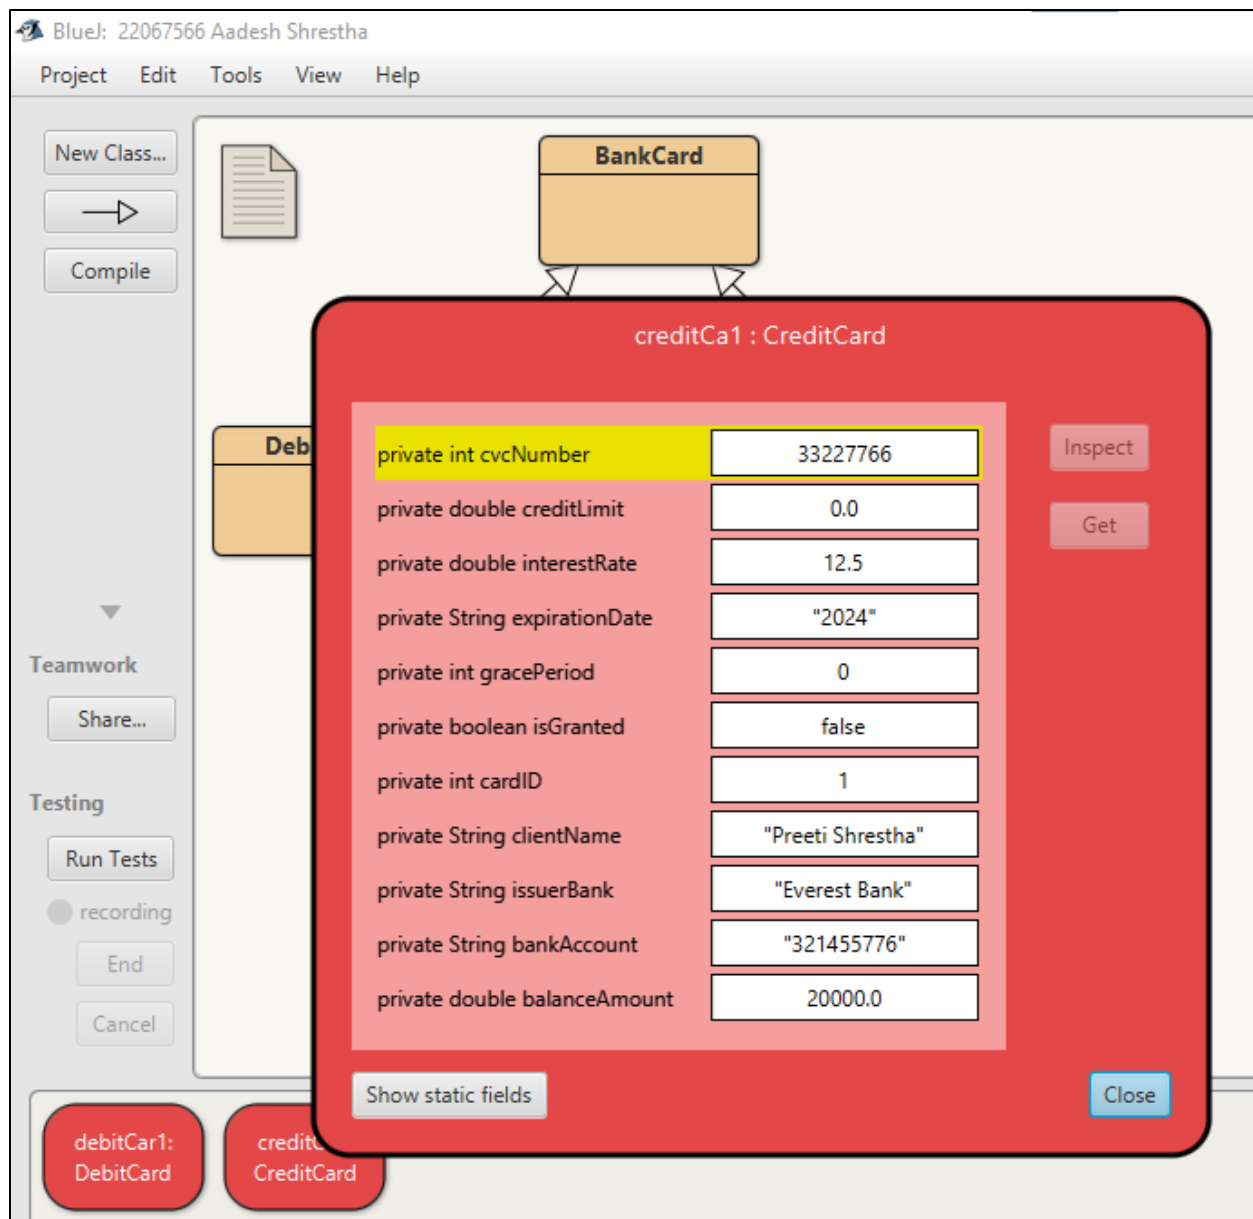 BlueJ: 22067566 Aadesh Shrestha
Project Edit Tools View Help
New Class...
Compile
BankCard
Deb
creditCa1 : CreditCard
private int cvcNumber 33227766
private double creditLimit 0.0
private double interestRate 12.5
private String expirationDate "2024"
private int gracePeriod 0
private boolean isGranted false
private int cardID 1
private String clientName "Preeti Shrestha"
private String issuerBank "Everest Bank"
private String bankAccount "321455776"
private double balanceAmount 20000.0
Inspect
Get
Show static fields
Close
Teamwork
Share...
Testing
Run Tests
recording
End
Cancel
debitCar1:
DebitCard
credit
CreditCard